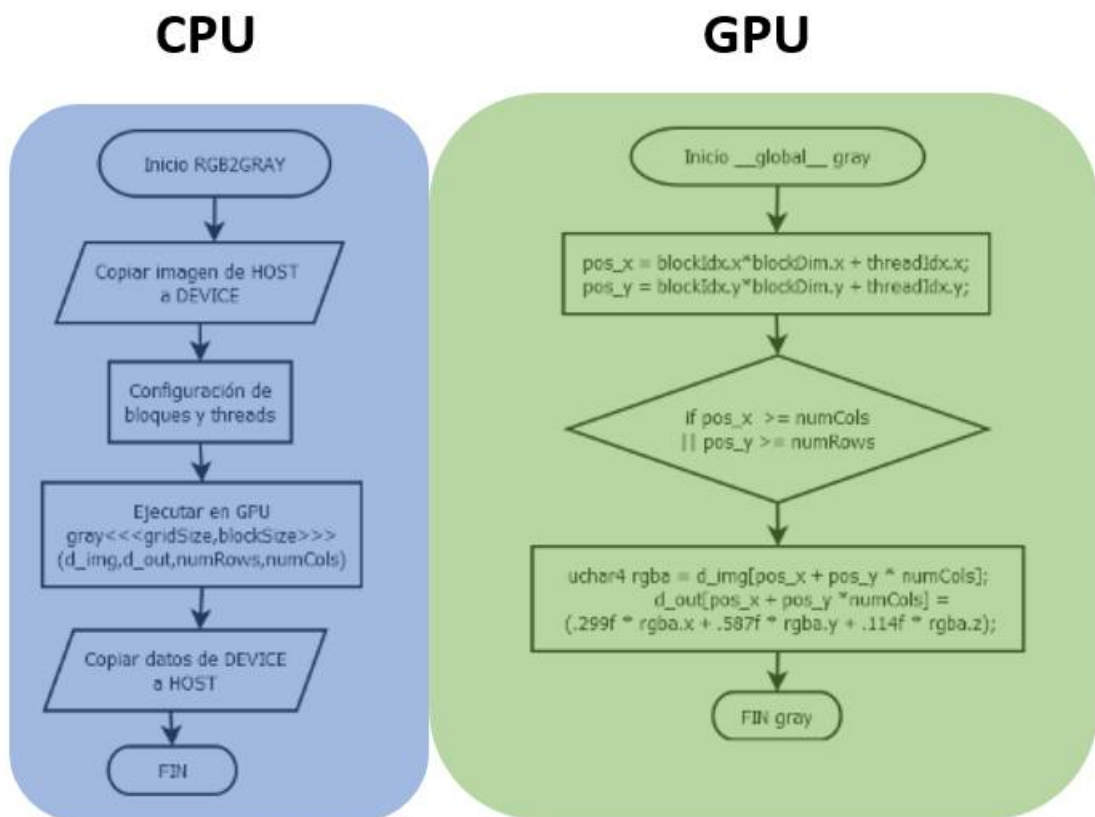 CPU
Inicio RGB2GRAY
Copiar imagen de HOST
a DEVICE
Configuración de
bloques y threads
Ejecutar en GPU
gray<<<gridSize,blockSize>>>
(d_img,d_out,numRows,numCols)
Copiar datos de DEVICE
a HOST
FIN
GPU
Inicio __global__ gray
pos_x = blockIdx.x*blockDim.x + threadIdx.x;
pos_y = blockIdx.y*blockDim.y + threadIdx.y;
if pos_x >= numCols
|| pos_y >= numRows
uchar4 rgba = d_img[pos_x + pos_y * numCols];
d_out[pos_x + pos_y *numCols] =
(.299f * rgba.x + .587f * rgba.y + .114f * rgba.z);
FIN gray